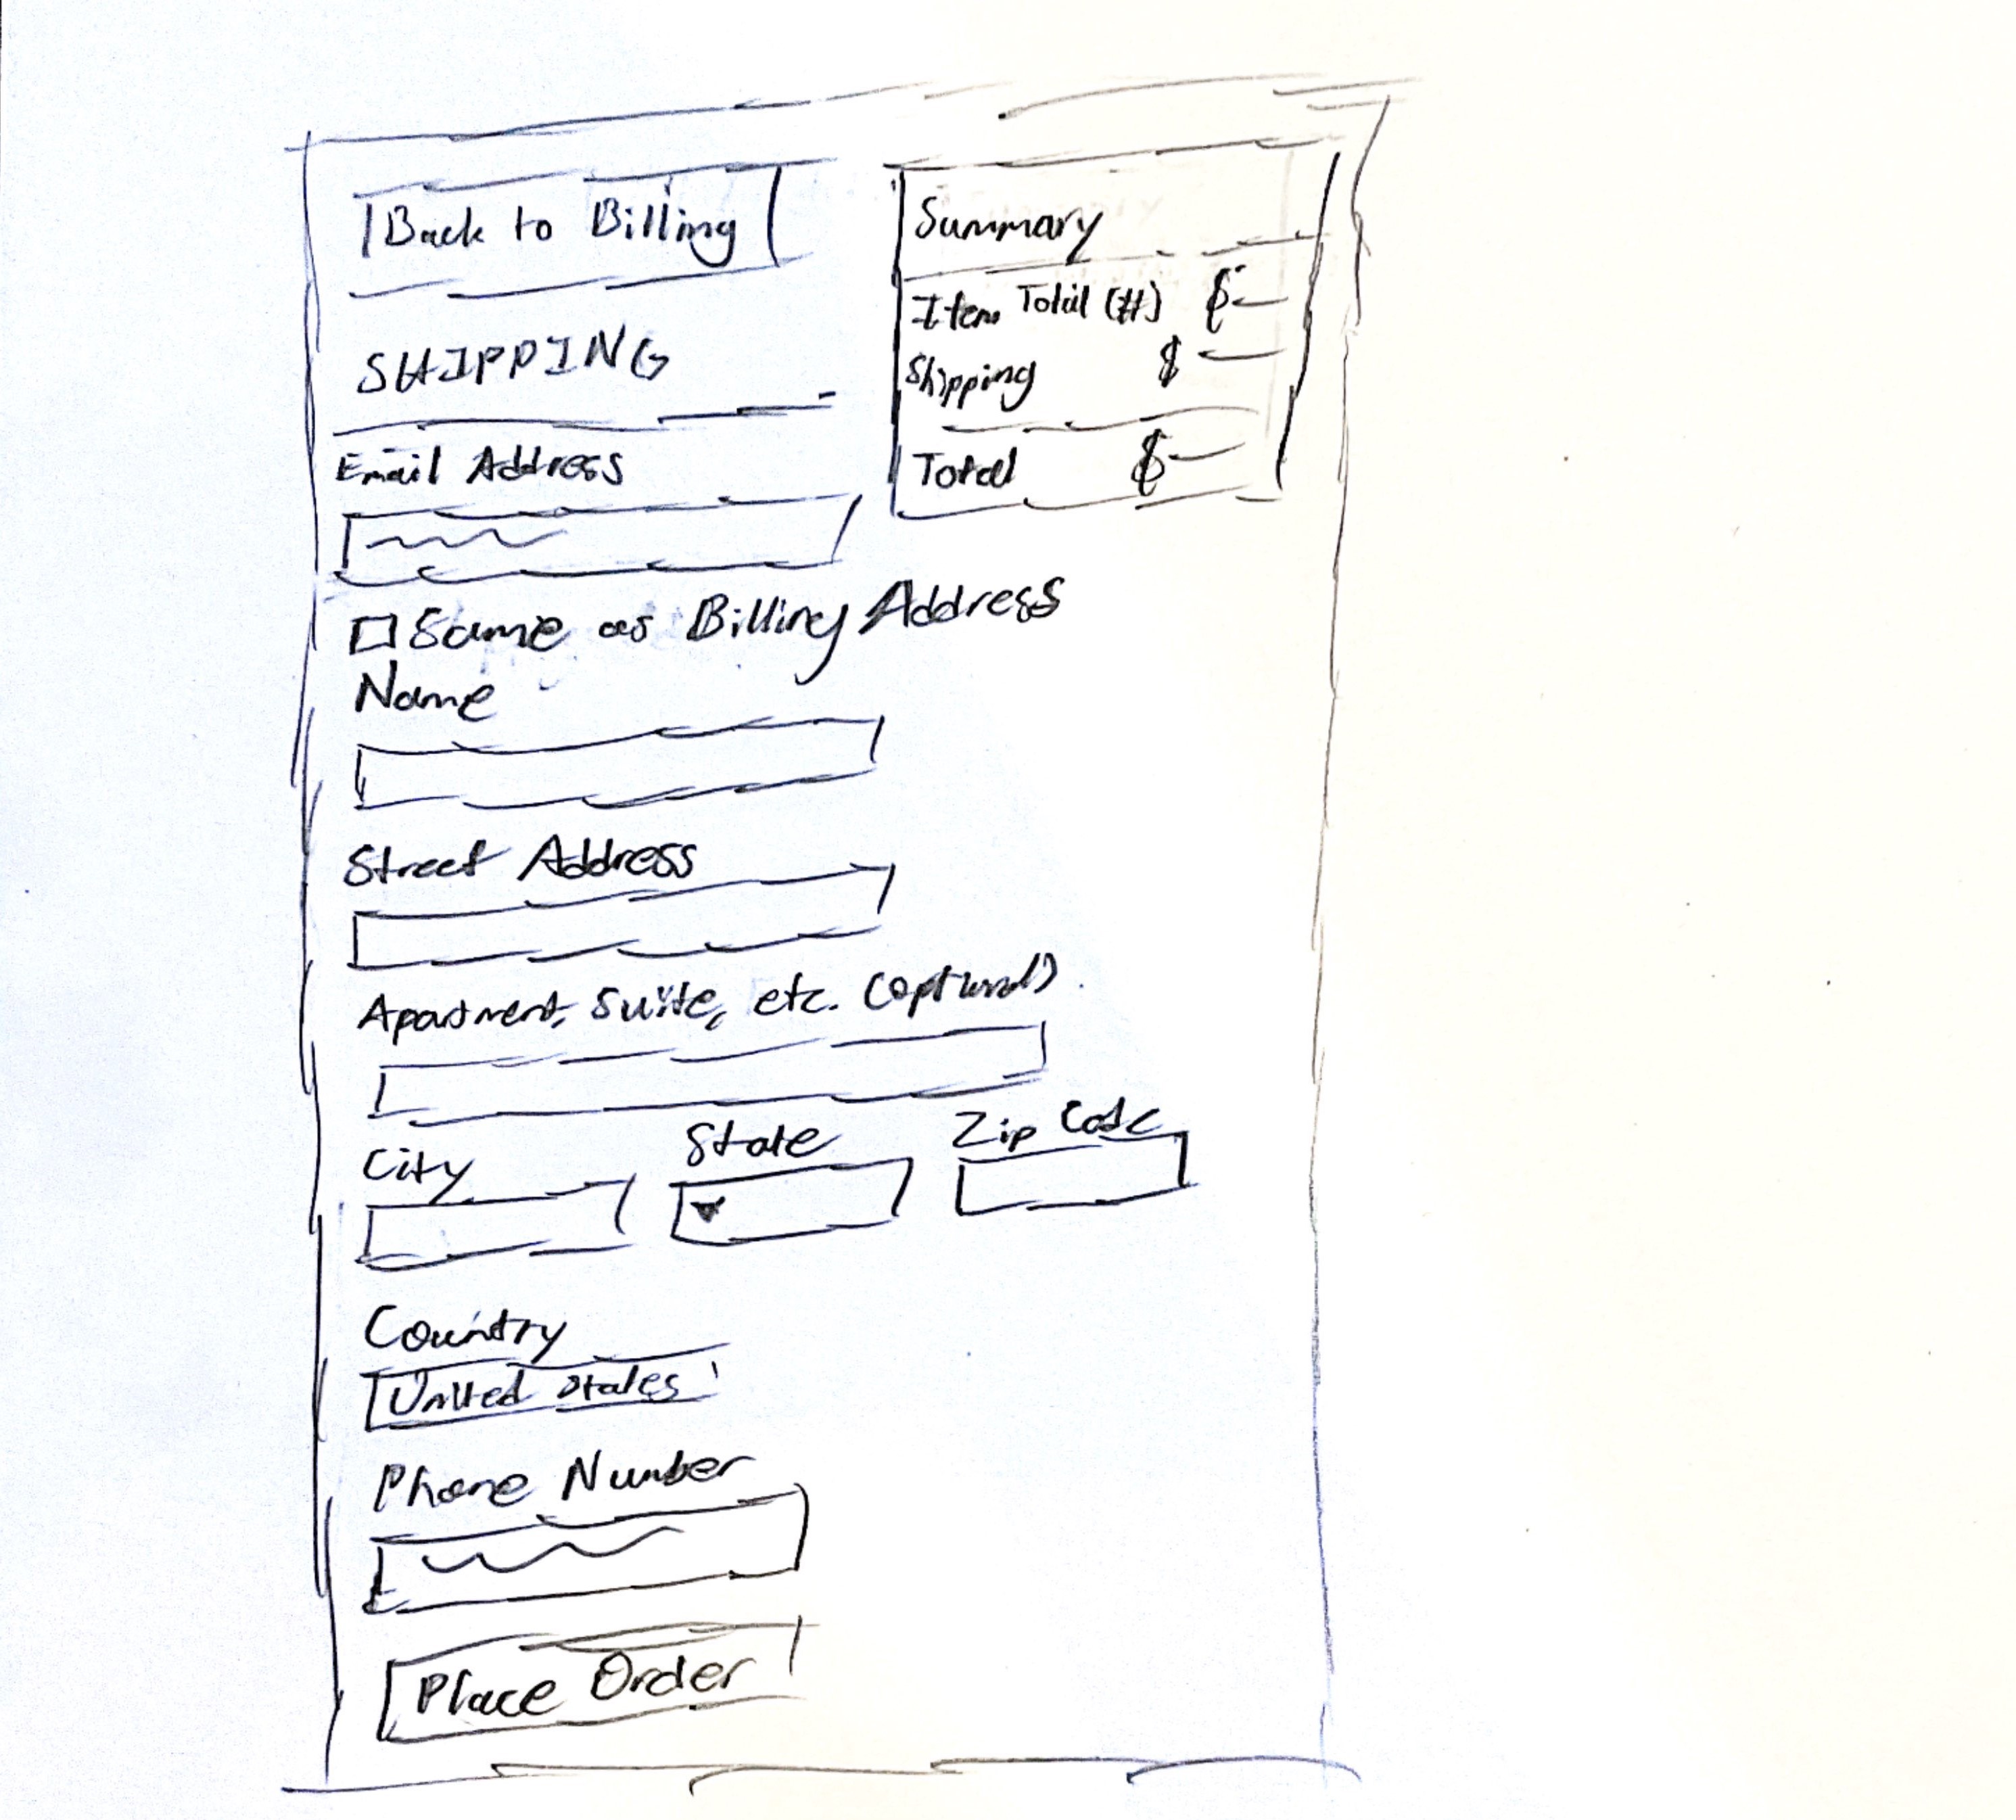 Back to Billing
SHIPPING
Email Address
Same as Billing Address
Name
Street Address
Apartment, Suite, etc. (optional)
City State Zip Code
Country
United States
Phone Number
Place Order
Summary
Item Total (#) $
Shipping $
Total $